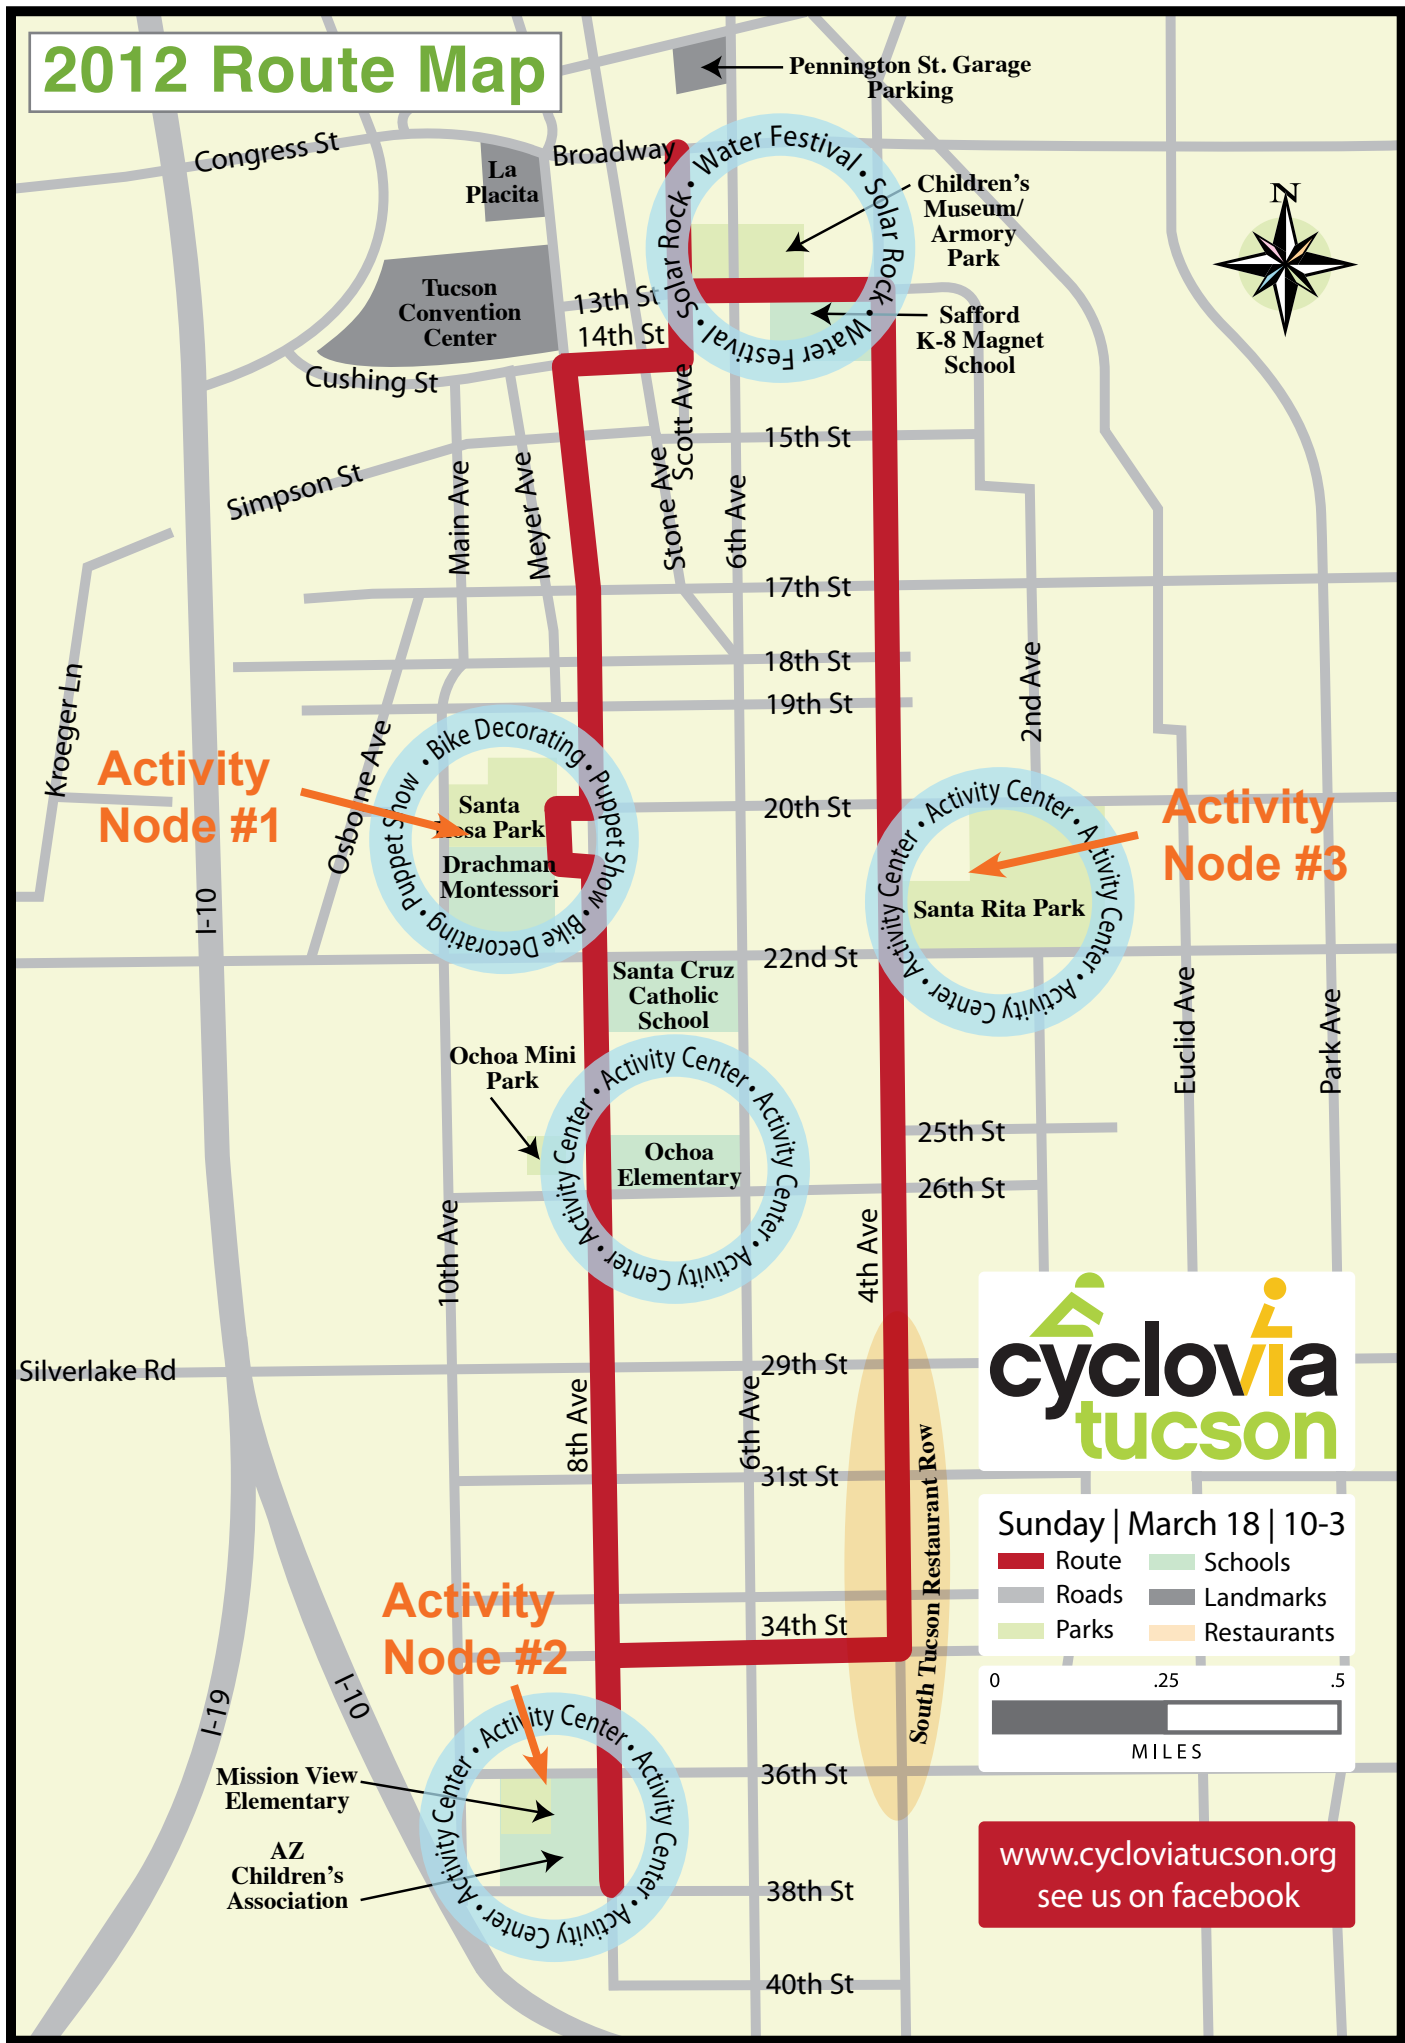 2012 Route Map
Pennington St. Garage
Parking
Congress St
Broadway
La
Placita
Water Festival • Solar Rock • Water Festival • Solar Rock •
Children's
Museum/
Armory
Park
N
Tucson
Convention
Center
13th St
14th St
Safford
K-8 Magnet
School
Cushing St
Scott Ave
15th St
Simpson St
Main Ave
Meyer Ave
Stone Ave
6th Ave
17th St
18th St
19th St
2nd Ave
Kroeger Ln
Osborne Ave
Activity
Node #1
• Bike Decorating • Puppet Show • Bike Decorating • Puppet Show
Santa
Rosa Park
Drachman
Montessori
20th St
Activity Center • Activity Center • Activity Center • Activity Center •
Activity
Node #3
Santa Rita Park
I-10
22nd St
Santa Cruz
Catholic
School
Euclid Ave
Park Ave
Ochoa Mini
Park
• Activity Center • Activity Center • Activity Center • Activity Center
Ochoa
Elementary
25th St
26th St
10th Ave
4th Ave
Silverlake Rd
29th St
8th Ave
6th Ave
31st St
South Tucson Restaurant Row
cyclovia
tucson
Sunday | March 18 | 10-3
Route
Schools
Roads
Landmarks
Parks
Restaurants
0 .25 .5
MILES
34th St
Activity
Node #2
I-19
I-10
• Activity Center • Activity Center • Activity Center • Activity Center
Mission View
Elementary
AZ
Children's
Association
36th St
38th St
40th St
www.cycloviatucson.org
see us on facebook